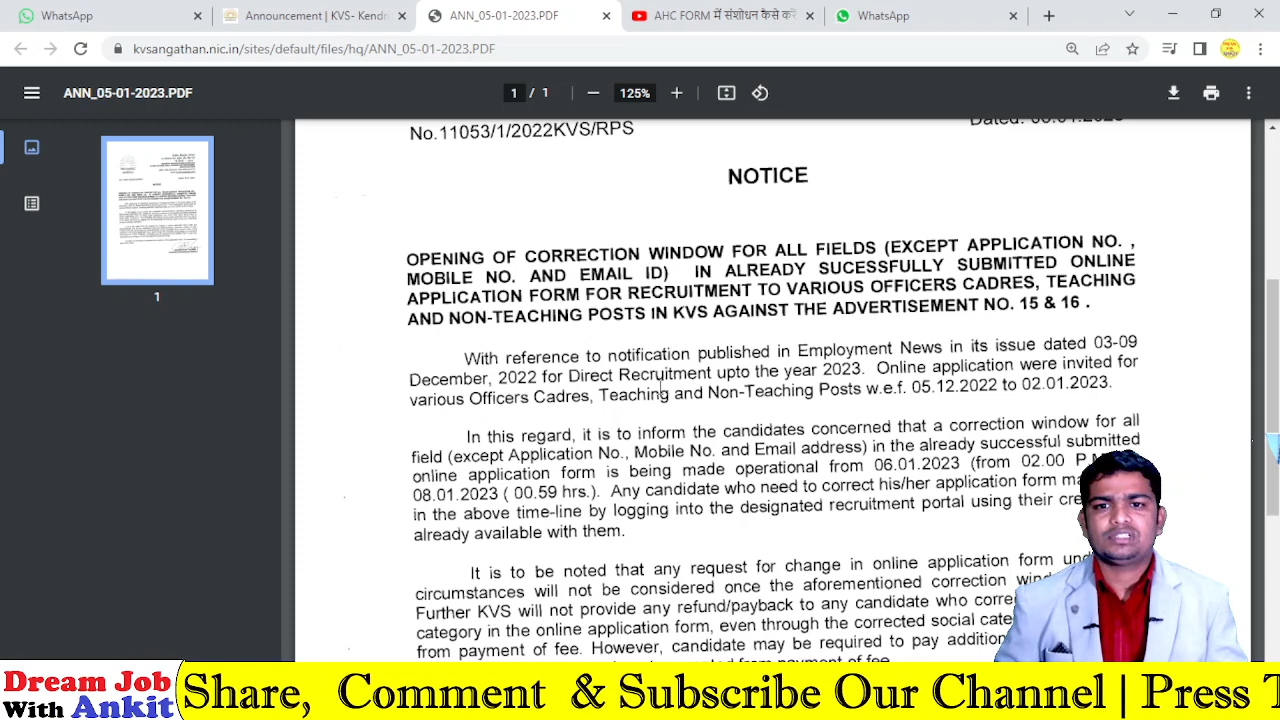 WhatsApp
Announcement | KVS- Kendri
ANN_05-01-2023.PDF
AHC FORM में संशोधन कैसे करें
WhatsApp
kvsangathan.nic.in/sites/default/files/hq/ANN_05-01-2023.PDF
ANN_05-01-2023.PDF
1 / 1
125%
1
No.11053/1/2022KVS/RPS
Dated:
NOTICE
OPENING OF CORRECTION WINDOW FOR ALL FIELDS (EXCEPT APPLICATION NO. ,
MOBILE NO. AND EMAIL ID) IN ALREADY SUCESSFULLY SUBMITTED ONLINE
APPLICATION FORM FOR RECRUITMENT TO VARIOUS OFFICERS CADRES, TEACHING
AND NON-TEACHING POSTS IN KVS AGAINST THE ADVERTISEMENT NO. 15 & 16 .
With reference to notification published in Employment News in its issue dated 03-09
December, 2022 for Direct Recruitment upto the year 2023. Online application were invited for
various Officers Cadres, Teaching and Non-Teaching Posts w.e.f. 05.12.2022 to 02.01.2023.
In this regard, it is to inform the candidates concerned that a correction window for all
field (except Application No., Mobile No. and Email address) in the already successful submitted
online application form is being made operational from 06.01.2023 (from 02.00 P.M
08.01.2023 ( 00.59 hrs.). Any candidate who need to correct his/her application form ma
in the above time-line by logging into the designated recruitment portal using their cre
already available with them.
It is to be noted that any request for change in online application form und
circumstances will not be considered once the aforementioned correction win
Further KVS will not provide any refund/payback to any candidate who corre
category in the online application form, even through the corrected social cate
from payment of fee. However, candidate may be required to pay addition
from payment of fee
Dream Job
With Ankit
Share, Comment & Subscribe Our Channel | Press T